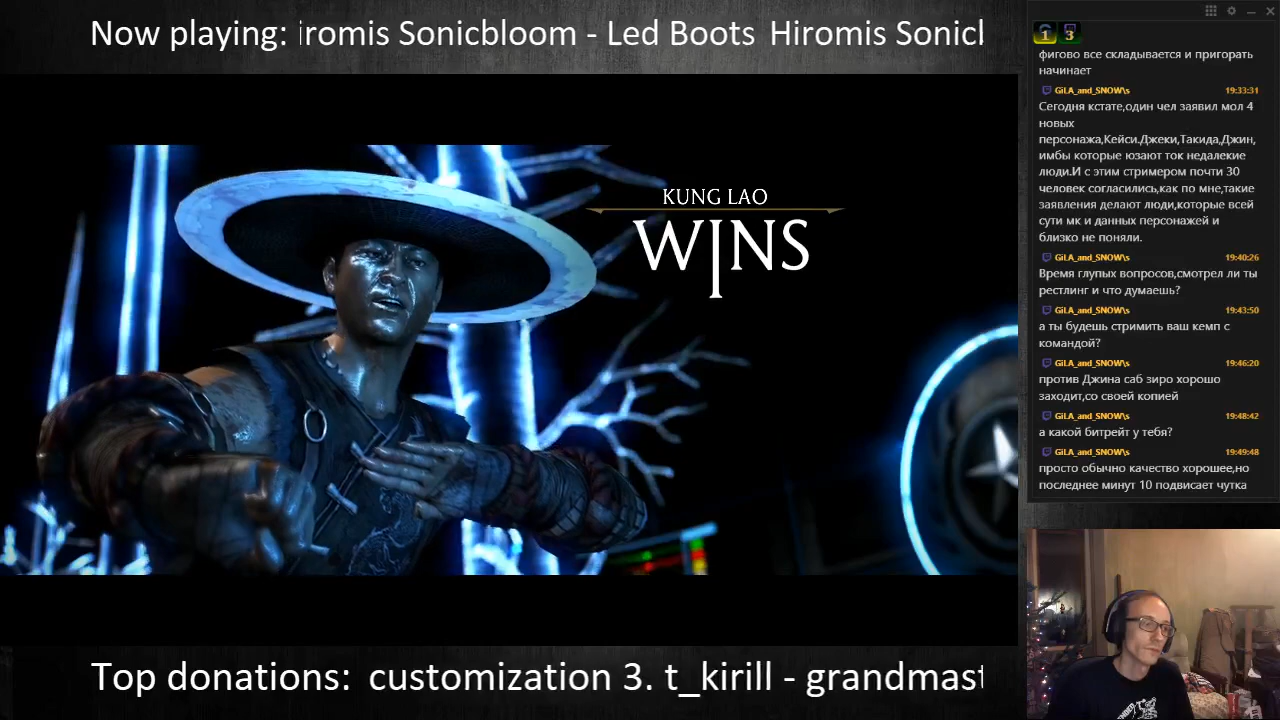 Now playing: iromis Sonicbloom - Led Boots Hiromis Sonicl
KUNG LAO
WINS
Top donations: customization 3. t_kirill - grandmast
1 3
фигово все складывается и пригорать
начинает
GiLA_and_SNOW\s 19:33:31
Сегодня кстате,один чел заявил мол 4
новых
персонажа,Кейси.Джеки,Такида,Джин,
имбы которые юзают ток недалекие
люди.И с этим стримером почти 30
человек согласились,как по мне,такие
заявления делают люди,которые всей
сути мк и данных персонажей и
близко не поняли.
GiLA_and_SNOW\s 19:40:26
Время глупых вопросов,смотрел ли ты
рестлинг и что думаешь?
GiLA_and_SNOW\s 19:43:50
а ты будешь стримить ваш кемп с
командой?
GiLA_and_SNOW\s 19:46:20
против Джина саб зиро хорошо
заходит,со своей копией
GiLA_and_SNOW\s 19:48:42
а какой битрейт у тебя?
GiLA_and_SNOW\s 19:49:48
просто обычно качество хорошее,но
последнее минут 10 подвисает чутка